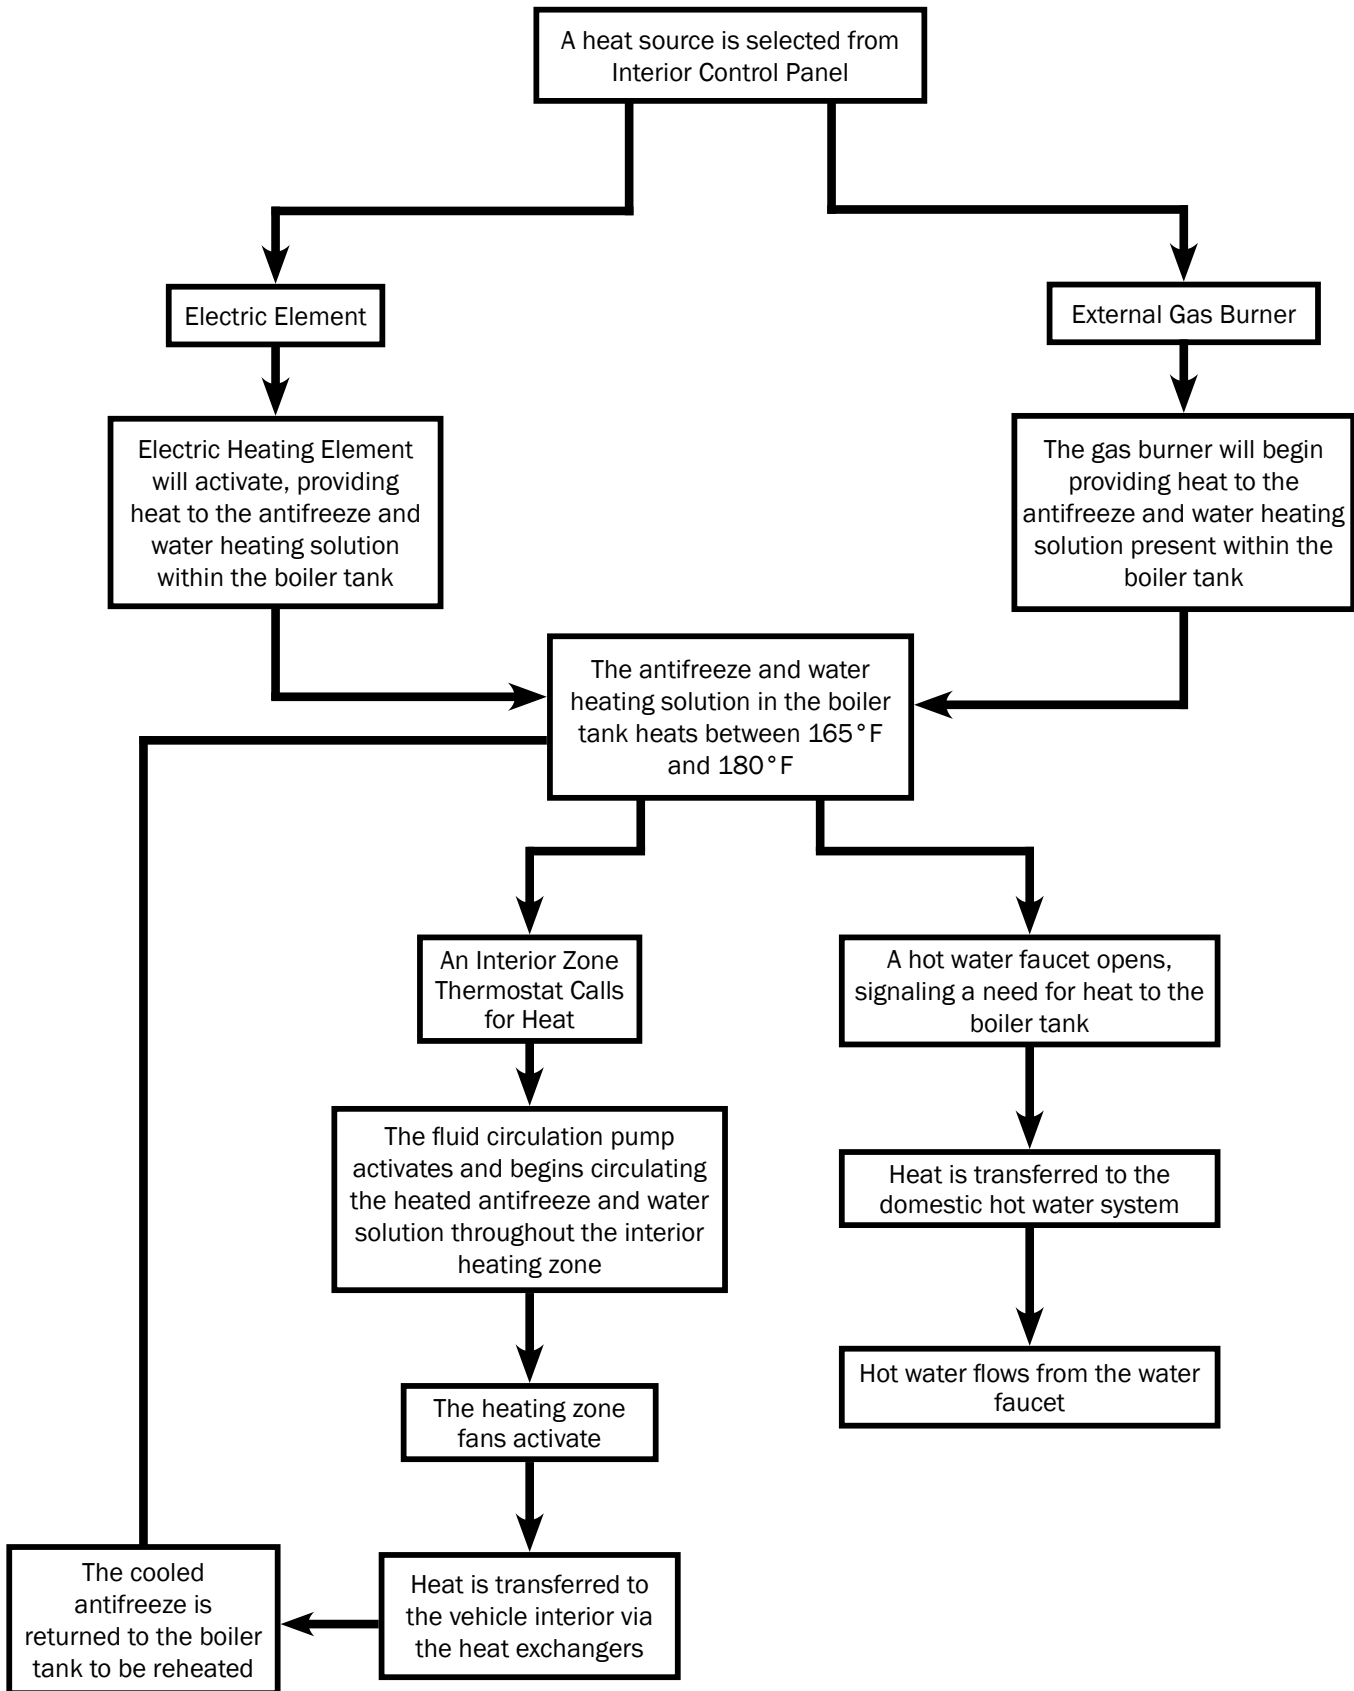 A heat source is selected from
Interior Control Panel
Electric Element
External Gas Burner
Electric Heating Element
will activate, providing
heat to the antifreeze and
water heating solution
within the boiler tank
The gas burner will begin
providing heat to the
antifreeze and water heating
solution present within the
boiler tank
The antifreeze and water
heating solution in the boiler
tank heats between 165°F
and 180°F
An Interior Zone
Thermostat Calls
for Heat
A hot water faucet opens,
signaling a need for heat to the
boiler tank
The fluid circulation pump
activates and begins circulating
the heated antifreeze and water
solution throughout the interior
heating zone
Heat is transferred to the
domestic hot water system
The heating zone
fans activate
Hot water flows from the water
faucet
Heat is transferred to
the vehicle interior via
the heat exchangers
The cooled
antifreeze is
returned to the boiler
tank to be reheated